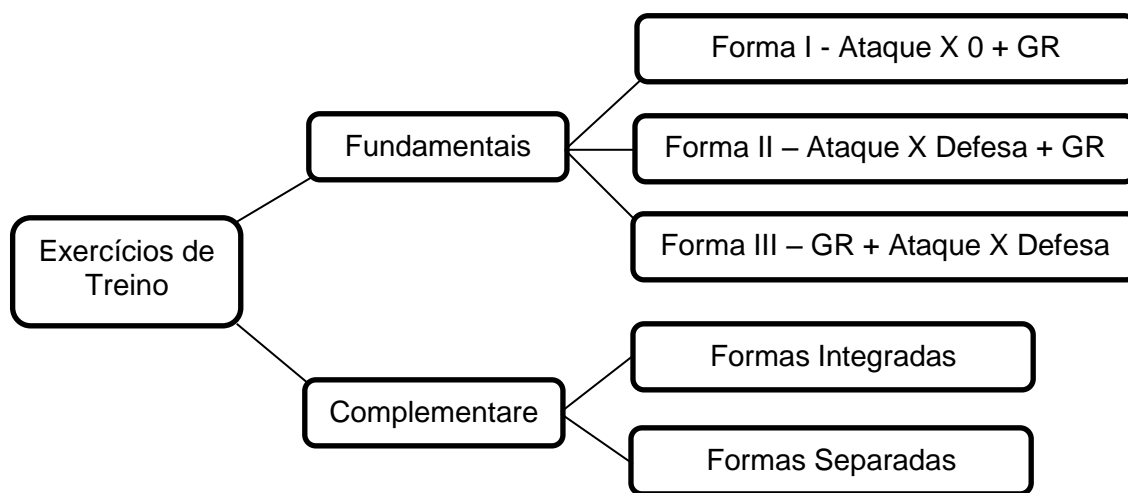 Exercícios de
Treino
Fundamentais
Forma I - Ataque X 0 + GR
Forma II – Ataque X Defesa + GR
Forma III – GR + Ataque X Defesa
Complementare
Formas Integradas
Formas Separadas